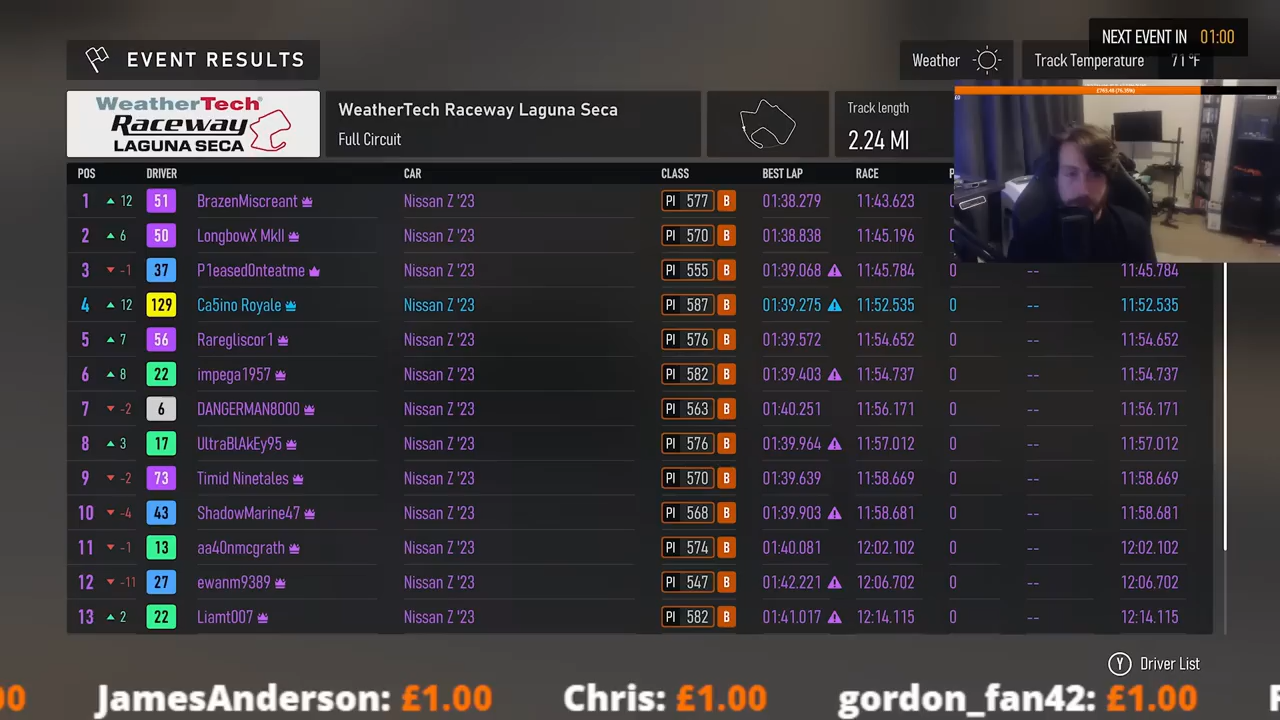 NEXT EVENT IN 01:00
EVENT RESULTS
Weather
Track Temperature 71 °F
WeatherTech Raceway LAGUNA SECA
WeatherTech Raceway Laguna Seca
Full Circuit
Track length
2.24 MI
POS DRIVER CAR CLASS BEST LAP RACE
1 12 51 BrazenMiscreant Nissan Z '23 PI 577 B 01:38.279 11:43.623
2 6 50 LongbowX MkII Nissan Z '23 PI 570 B 01:38.838 11:45.196
3 -1 37 P1eased0nteatme Nissan Z '23 PI 555 B 01:39.068 11:45.784 0 -- 11:45.784
4 12 129 Ca5ino Royale Nissan Z '23 PI 587 B 01:39.275 11:52.535 0 -- 11:52.535
5 7 56 Raregliscor1 Nissan Z '23 PI 576 B 01:39.572 11:54.652 0 -- 11:54.652
6 8 22 impega1957 Nissan Z '23 PI 582 B 01:39.403 11:54.737 0 -- 11:54.737
7 -2 6 DANGERMAN8000 Nissan Z '23 PI 563 B 01:40.251 11:56.171 0 -- 11:56.171
8 3 17 UltraBlAkEy95 Nissan Z '23 PI 576 B 01:39.964 11:57.012 0 -- 11:57.012
9 -2 73 Timid Ninetales Nissan Z '23 PI 570 B 01:39.639 11:58.669 0 -- 11:58.669
10 -4 43 ShadowMarine47 Nissan Z '23 PI 568 B 01:39.903 11:58.681 0 -- 11:58.681
11 -1 13 aa40nmcgrath Nissan Z '23 PI 574 B 01:40.081 12:02.102 0 -- 12:02.102
12 -11 27 ewanm9389 Nissan Z '23 PI 547 B 01:42.221 12:06.702 0 -- 12:06.702
13 2 22 Liamt007 Nissan Z '23 PI 582 B 01:41.017 12:14.115 0 -- 12:14.115
Y Driver List
00 JamesAnderson: £1.00 Chris: £1.00 gordon_fan42: £1.00